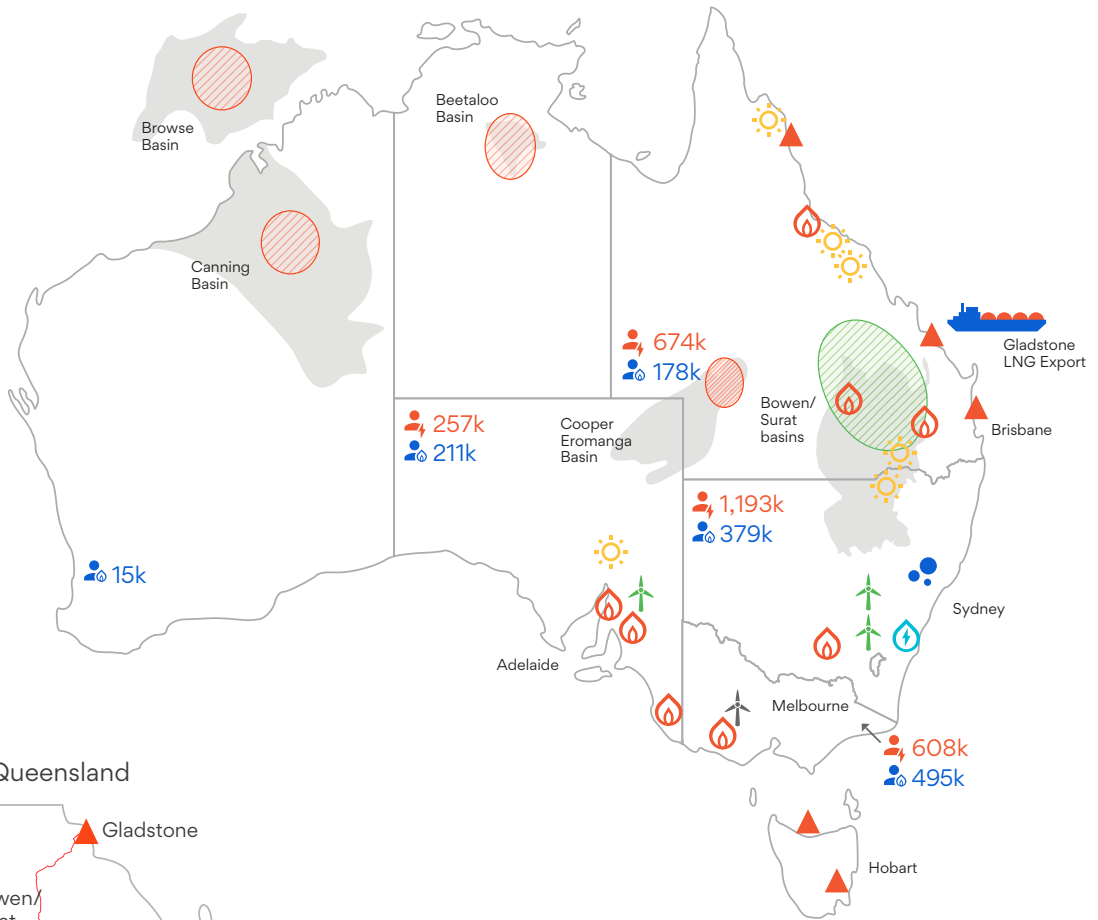 Browse
Basin
Beetaloo
Basin
Canning
Basin
674k
178k
Gladstone
LNG Export
257k
211k
Cooper
Eromanga
Basin
Bowen/
Surat
basins
Brisbane
1,193k
379k
15k
Sydney
Adelaide
Melbourne
608k
495k
Queensland
Gladstone
Hobart
wen/